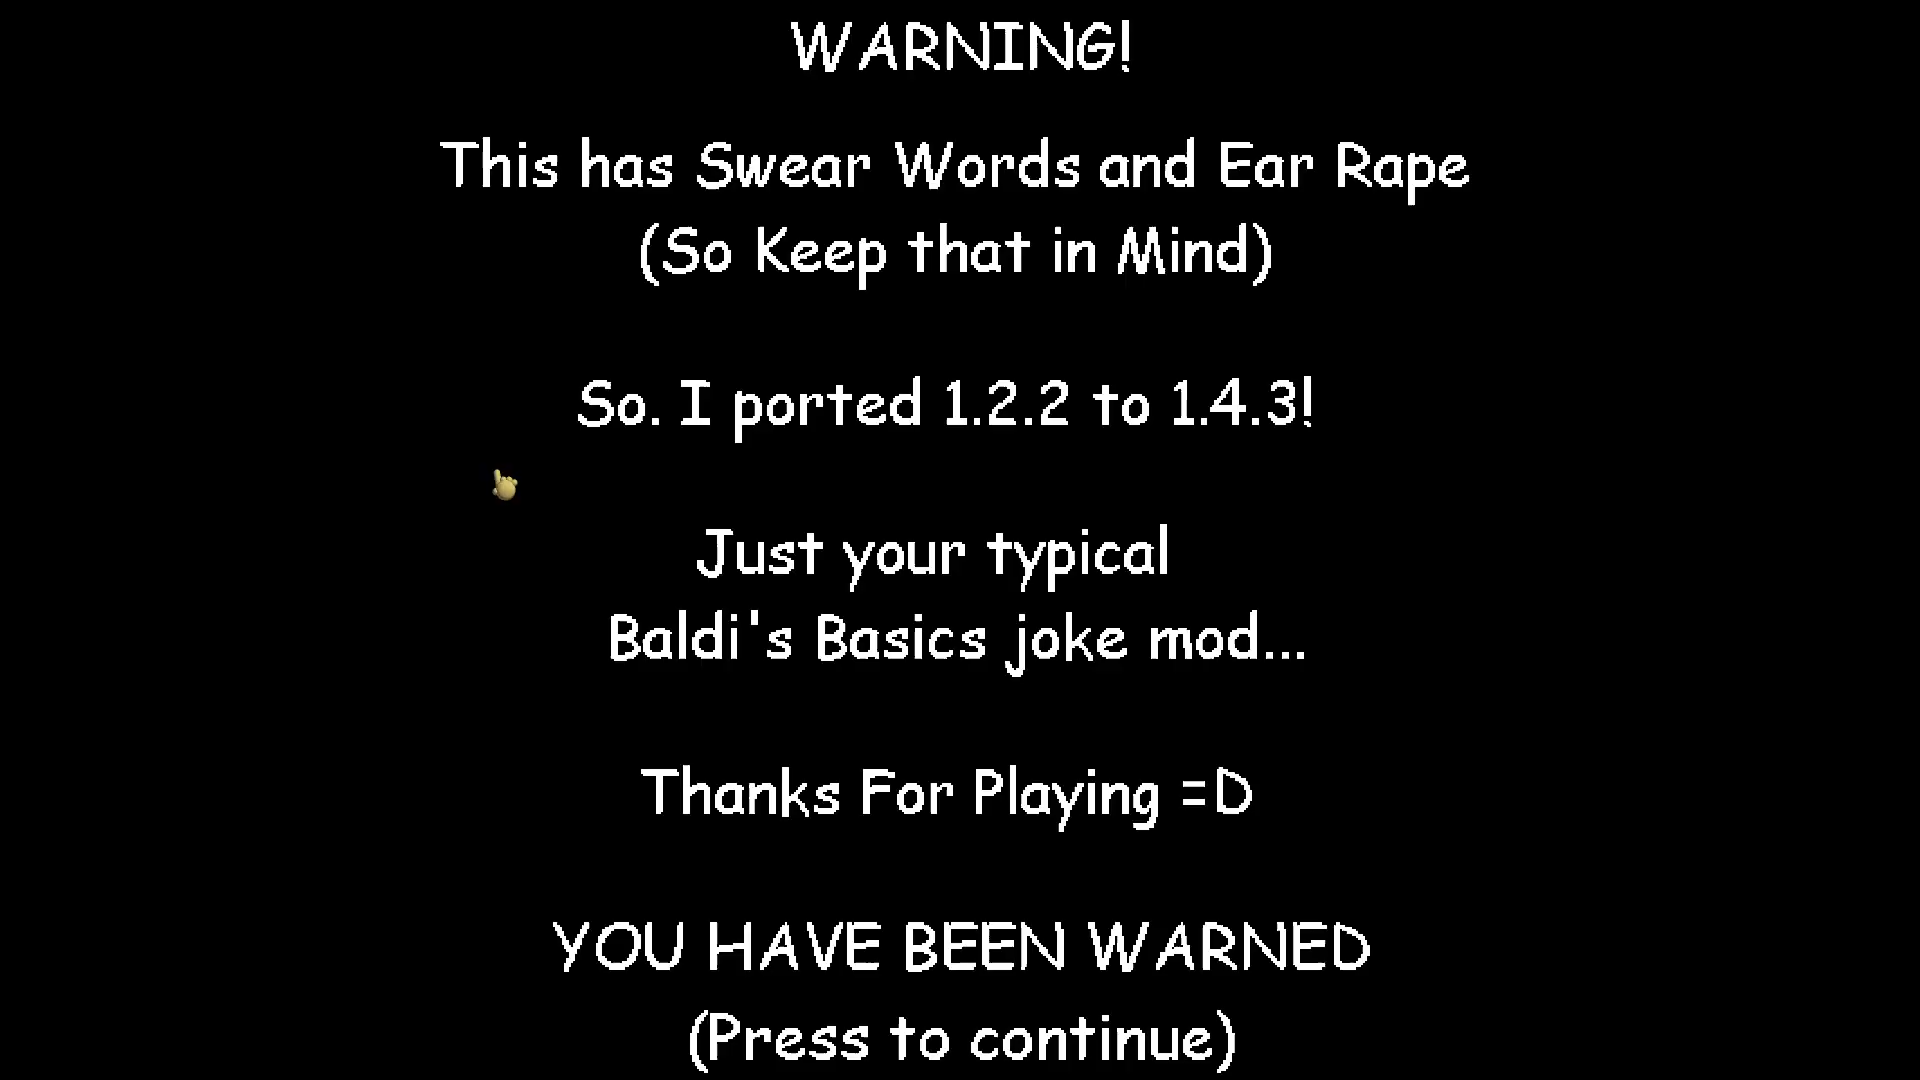 WARNING!
This has Swear Words and Ear Rape
(So Keep that in Mind)
So. I ported 1.2.2 to 1.4.3!
Just your typical
Baldi's Basics joke mod...
Thanks For Playing =D
YOU HAVE BEEN WARNED
(Press to continue)